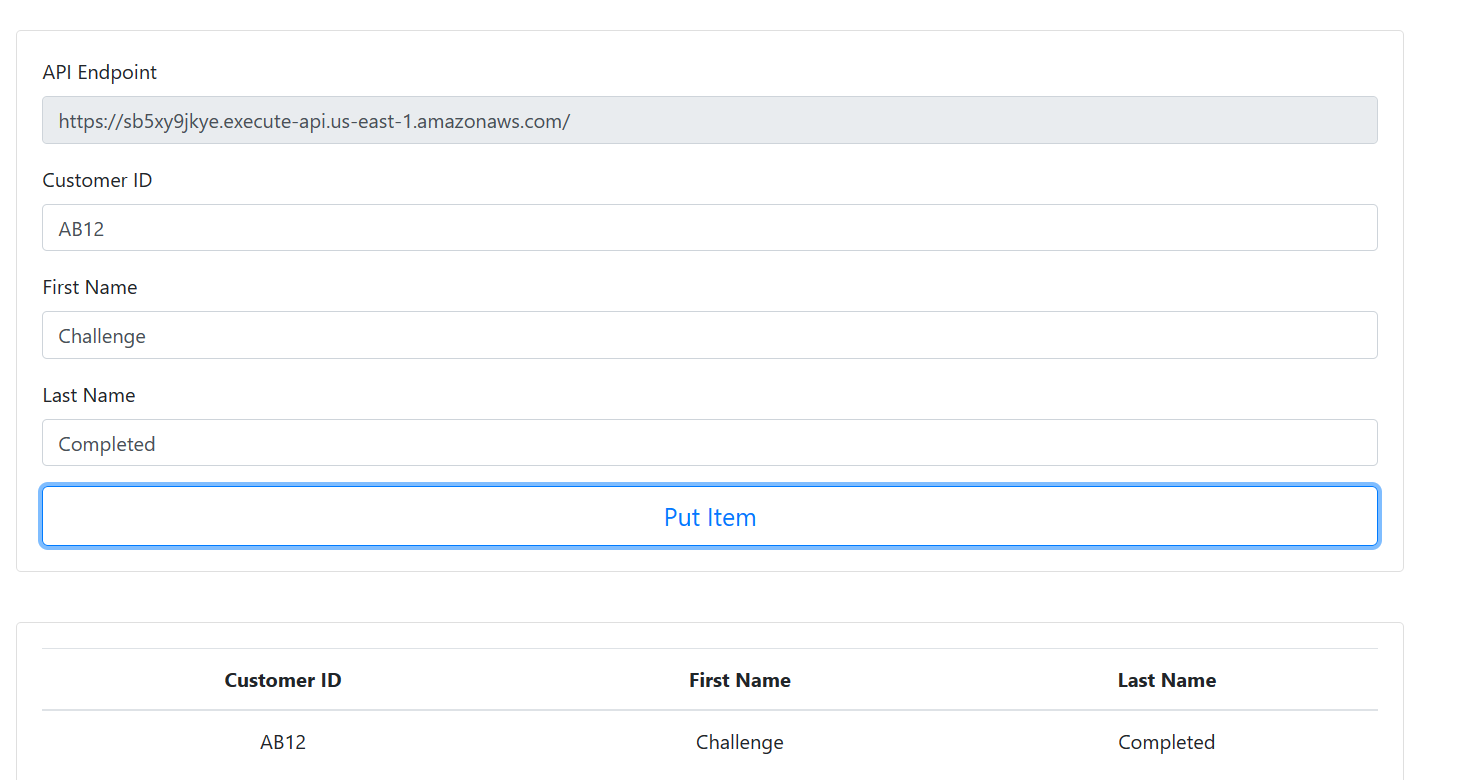 API Endpoint
https://sb5xy9jkye.execute-api.us-east-1.amazonaws.com/
Customer ID
AB12
First Name
Challenge
Last Name
Completed
Put Item
Customer ID First Name Last Name
AB12 Challenge Completed